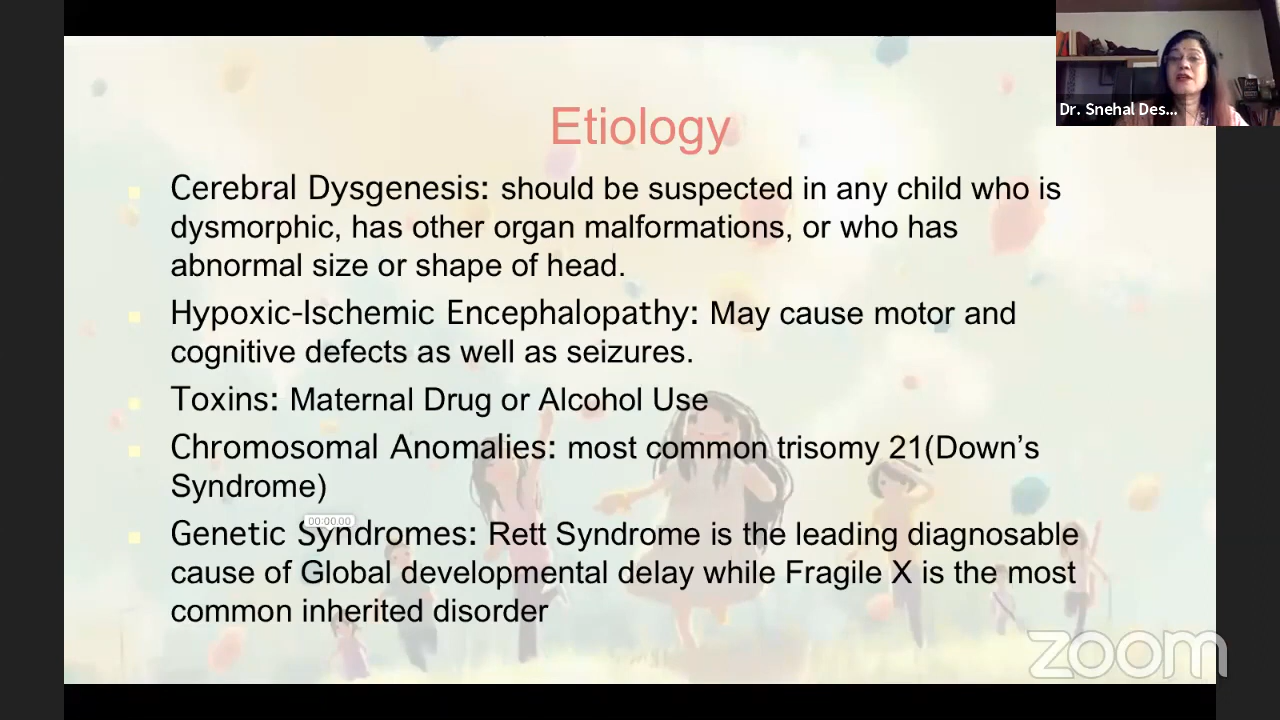 Dr. Snehal Des...
Etiology
Cerebral Dysgenesis: should be suspected in any child who is
dysmorphic, has other organ malformations, or who has
abnormal size or shape of head.
Hypoxic-Ischemic Encephalopathy: May cause motor and
cognitive defects as well as seizures.
Toxins: Maternal Drug or Alcohol Use
Chromosomal Anomalies: most common trisomy 21(Down’s
Syndrome)
00:00.00
Genetic Syndromes: Rett Syndrome is the leading diagnosable
cause of Global developmental delay while Fragile X is the most
common inherited disorder
zoom